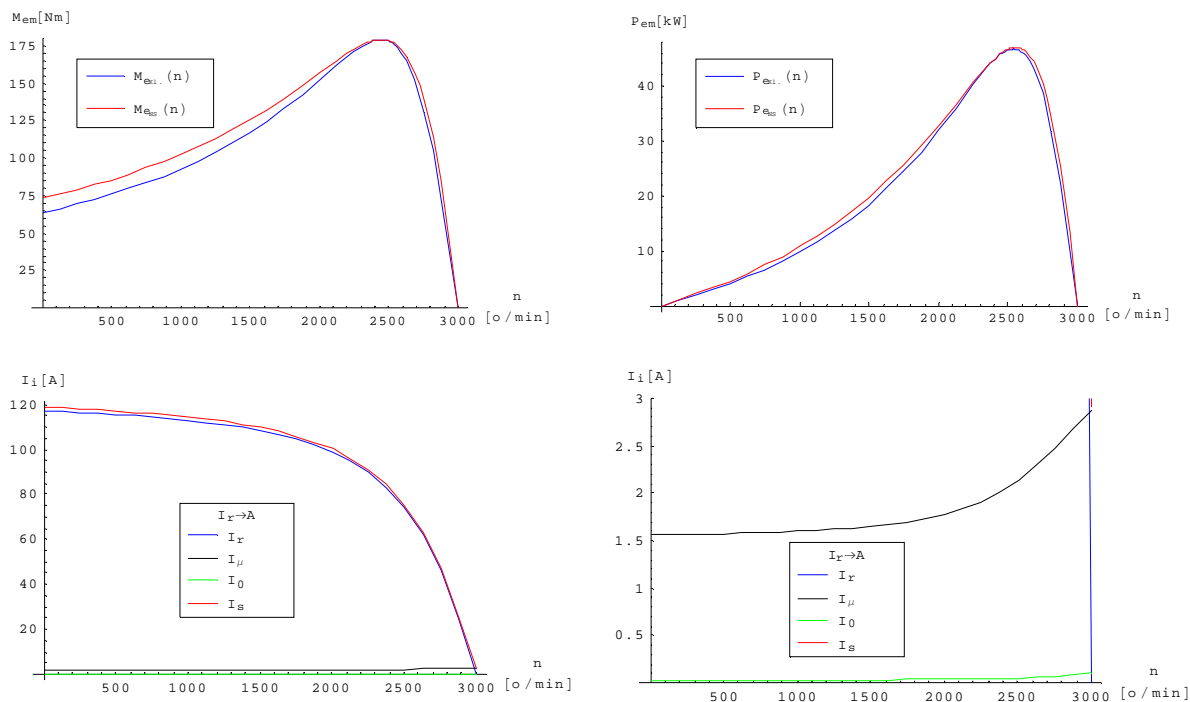 Mem[Nm]
175
150
125
100
75
50
25
500 1000 1500 2000 2500 3000
n
[o/min]
(n)
Mess(n)
Pem[kW]
40
30
20
10
500 1000 1500 2000 2500 3000
n
[o/min]
(n)
(n)
Ii[A]
120
100
80
60
40
20
500 1000 1500 2000 2500 3000
n
[o/min]
Ir→A
Ir
Iμ
I0
Is
Ii[A]
3
2.5
2
1.5
1
0.5
500 1000 1500 2000 2500 3000
n
[o/min]
Ir→A
Ir
Iμ
I0
Is